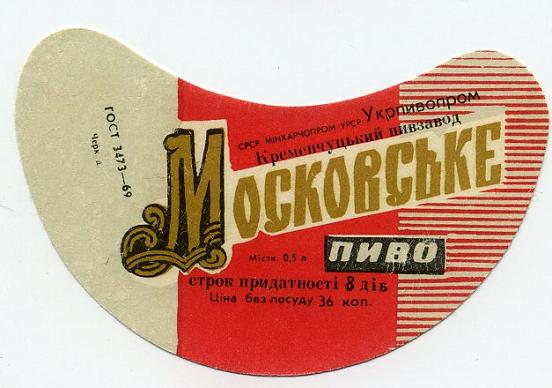 ГОСТ 3473—69
Черк. д.
СРСР МІНХАРЧОПРОМ УРСР Укрпивопром
Кременчуцький пивзавод
Московське
ПИВО
Містк. 0,5 л
строк придатності 8 діб
Ціна без посуду 36 коп.